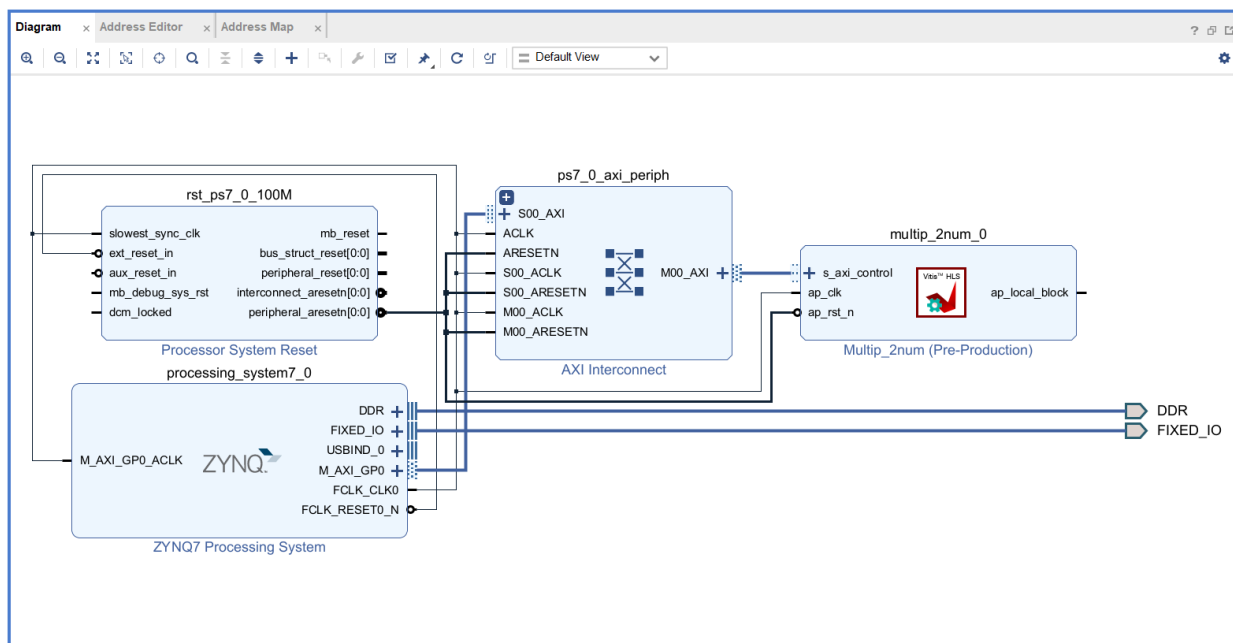 Diagram
Address Editor
Address Map
Default View
rst_ps7_0_100M
slowest_sync_clk
ext_reset_in
aux_reset_in
mb_debug_sys_rst
dcm_locked
mb_reset
bus_struct_reset[0:0]
peripheral_reset[0:0]
interconnect_aresetn[0:0]
peripheral_aresetn[0:0]
Processor System Reset
ps7_0_axi_periph
S00_AXI
ACLK
ARESETN
S00_ACLK
S00_ARESETN
M00_ACLK
M00_ARESETN
M00_AXI
AXI Interconnect
multip_2num_0
s_axi_control
ap_clk
ap_rst_n
Vitis™ HLS
ap_local_block
Multip_2num (Pre-Production)
processing_system7_0
M_AXI_GP0_ACLK
ZYNQ
DDR
FIXED_IO
USBIND_0
M_AXI_GP0
FCLK_CLK0
FCLK_RESET0_N
ZYNQ7 Processing System
DDR
FIXED_IO